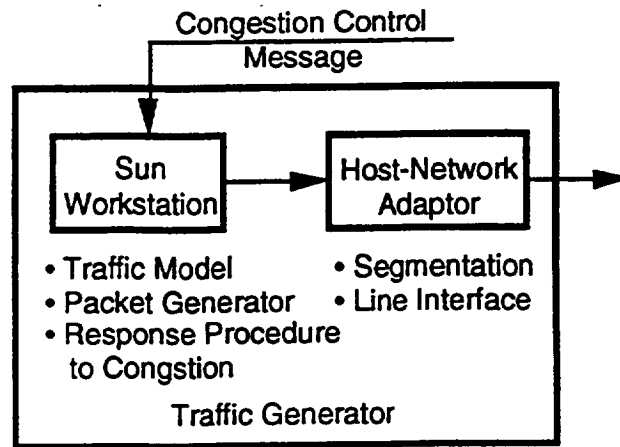 Congestion Control
Message
Sun
Workstation
Host-Network
Adaptor
• Traffic Model
• Packet Generator
• Response Procedure
to Congstion
• Segmentation
• Line Interface
Traffic Generator